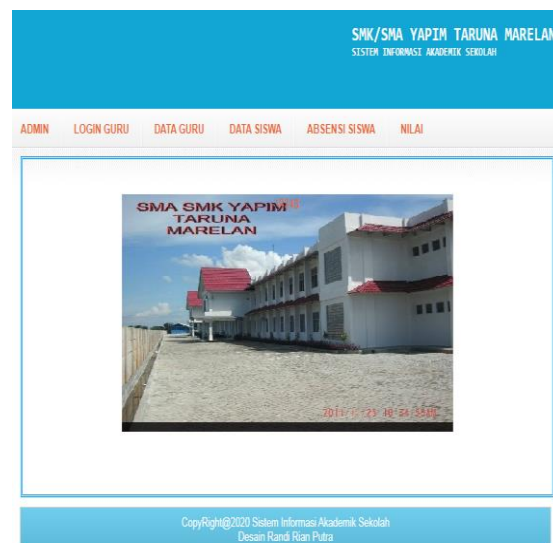 SMK/SMA YAPIM TARUNA MARELAN
SISTEM INFORMASI AKADEMIK SEKOLAH
ADMIN LOGIN GURU DATA GURU DATA SISWA ABSENSI SISWA NILAI
SMA SMK YAPIM
TARUNA
MARELAN
CopyRight@2020 Sistem Informasi Akademik Sekolah
Desain Randi Rian Putra